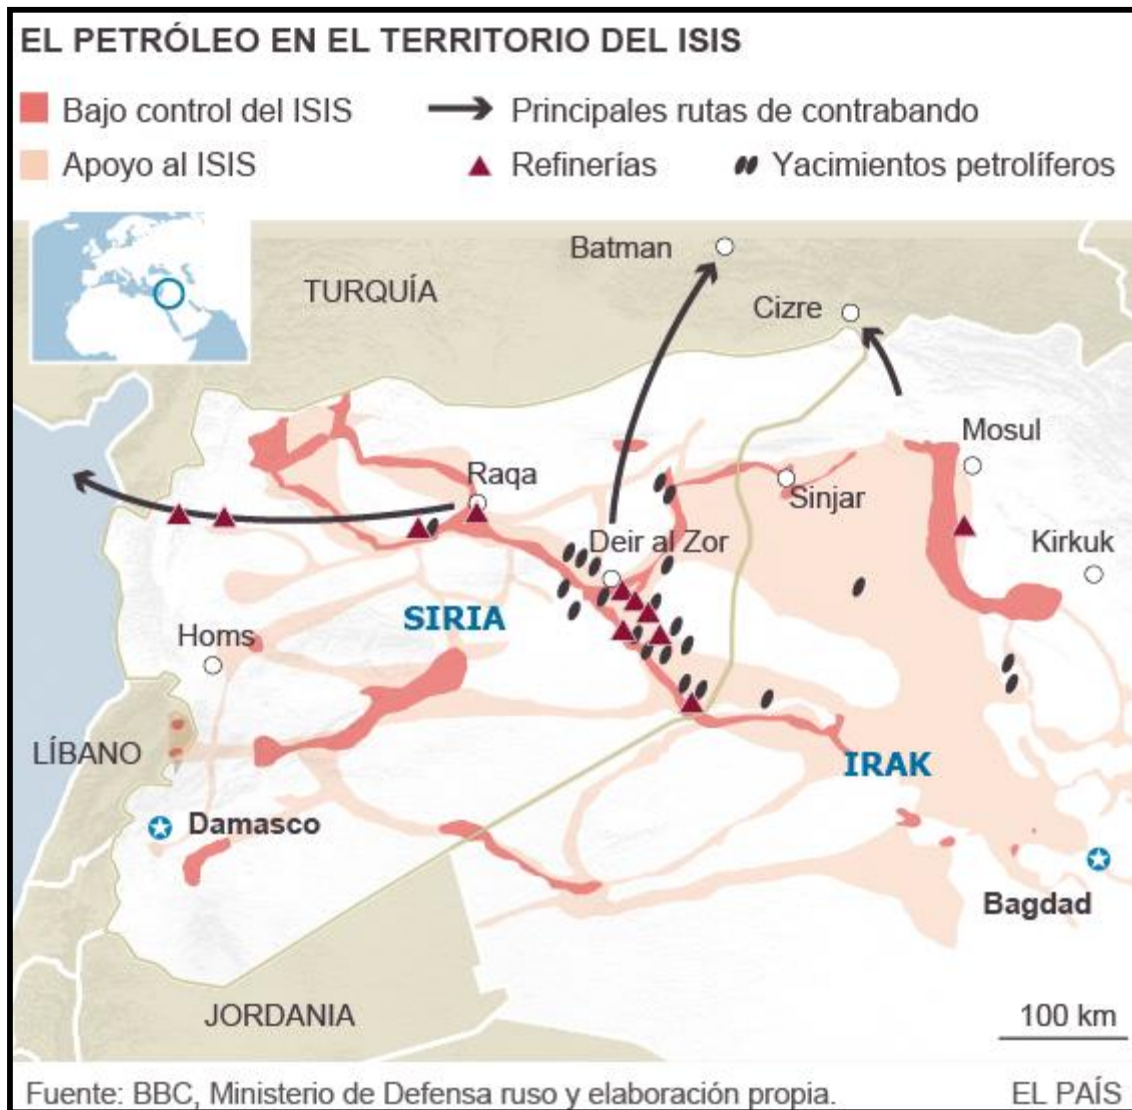 EL PETRÓLEO EN EL TERRITORIO DEL ISIS
Bajo control del ISIS
Principales rutas de contrabando
Apoyo al ISIS
Refinerías
Yacimientos petrolíferos
Batman
TURQUÍA
Cizre
Mosul
Raqa
Sinjar
Deir al Zor
Kirkuk
SIRIA
Homs
LÍBANO
IRAK
Damasco
Bagdad
JORDANIA
100 km
Fuente: BBC, Ministerio de Defensa ruso y elaboración propia.
EL PAÍS